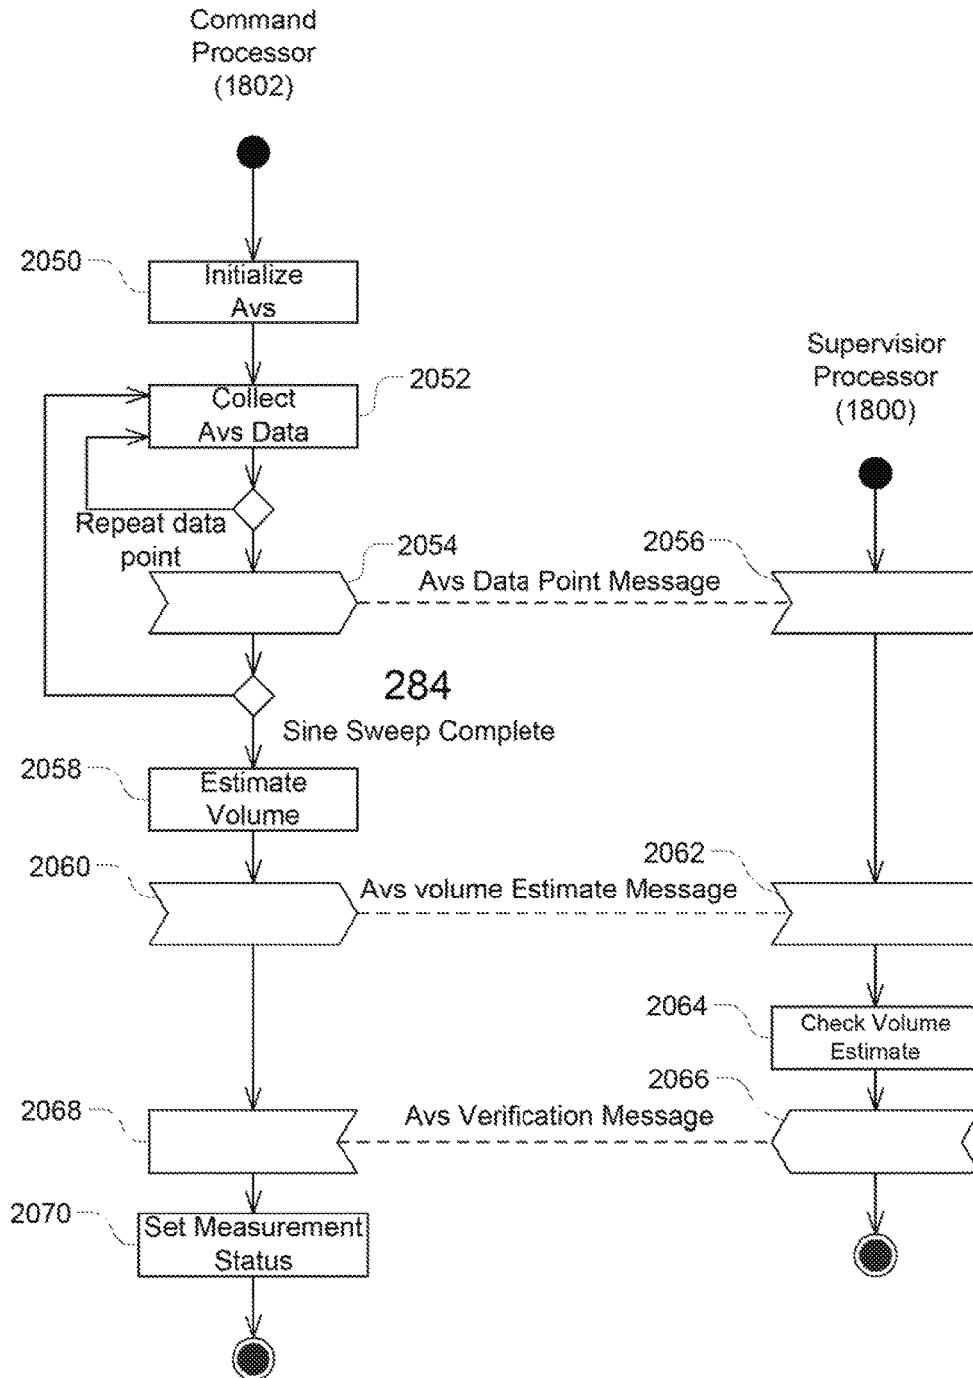 Command
Processor
(1802)
2050
Initialize
Avs
Supervisior
Processor
(1800)
2052
Collect
Avs Data
Repeat data
point
2054
2056
Avs Data Point Message
284
Sine Sweep Complete
2058
Estimate
Volume
2060
2062
Avs volume Estimate Message
2064
Check Volume
Estimate
2066
2068
Avs Verification Message
2070
Set Measurement
Status